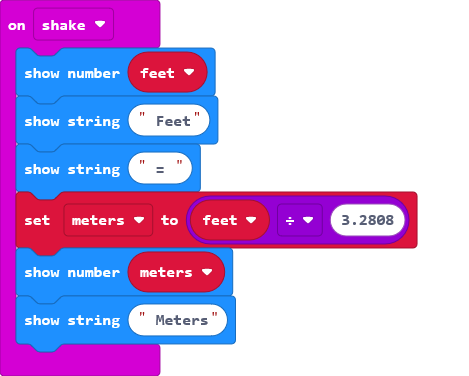 on shake
show number feet
show string " Feet"
show string " = "
set meters to feet ÷ 3.2808
show number meters
show string " Meters"